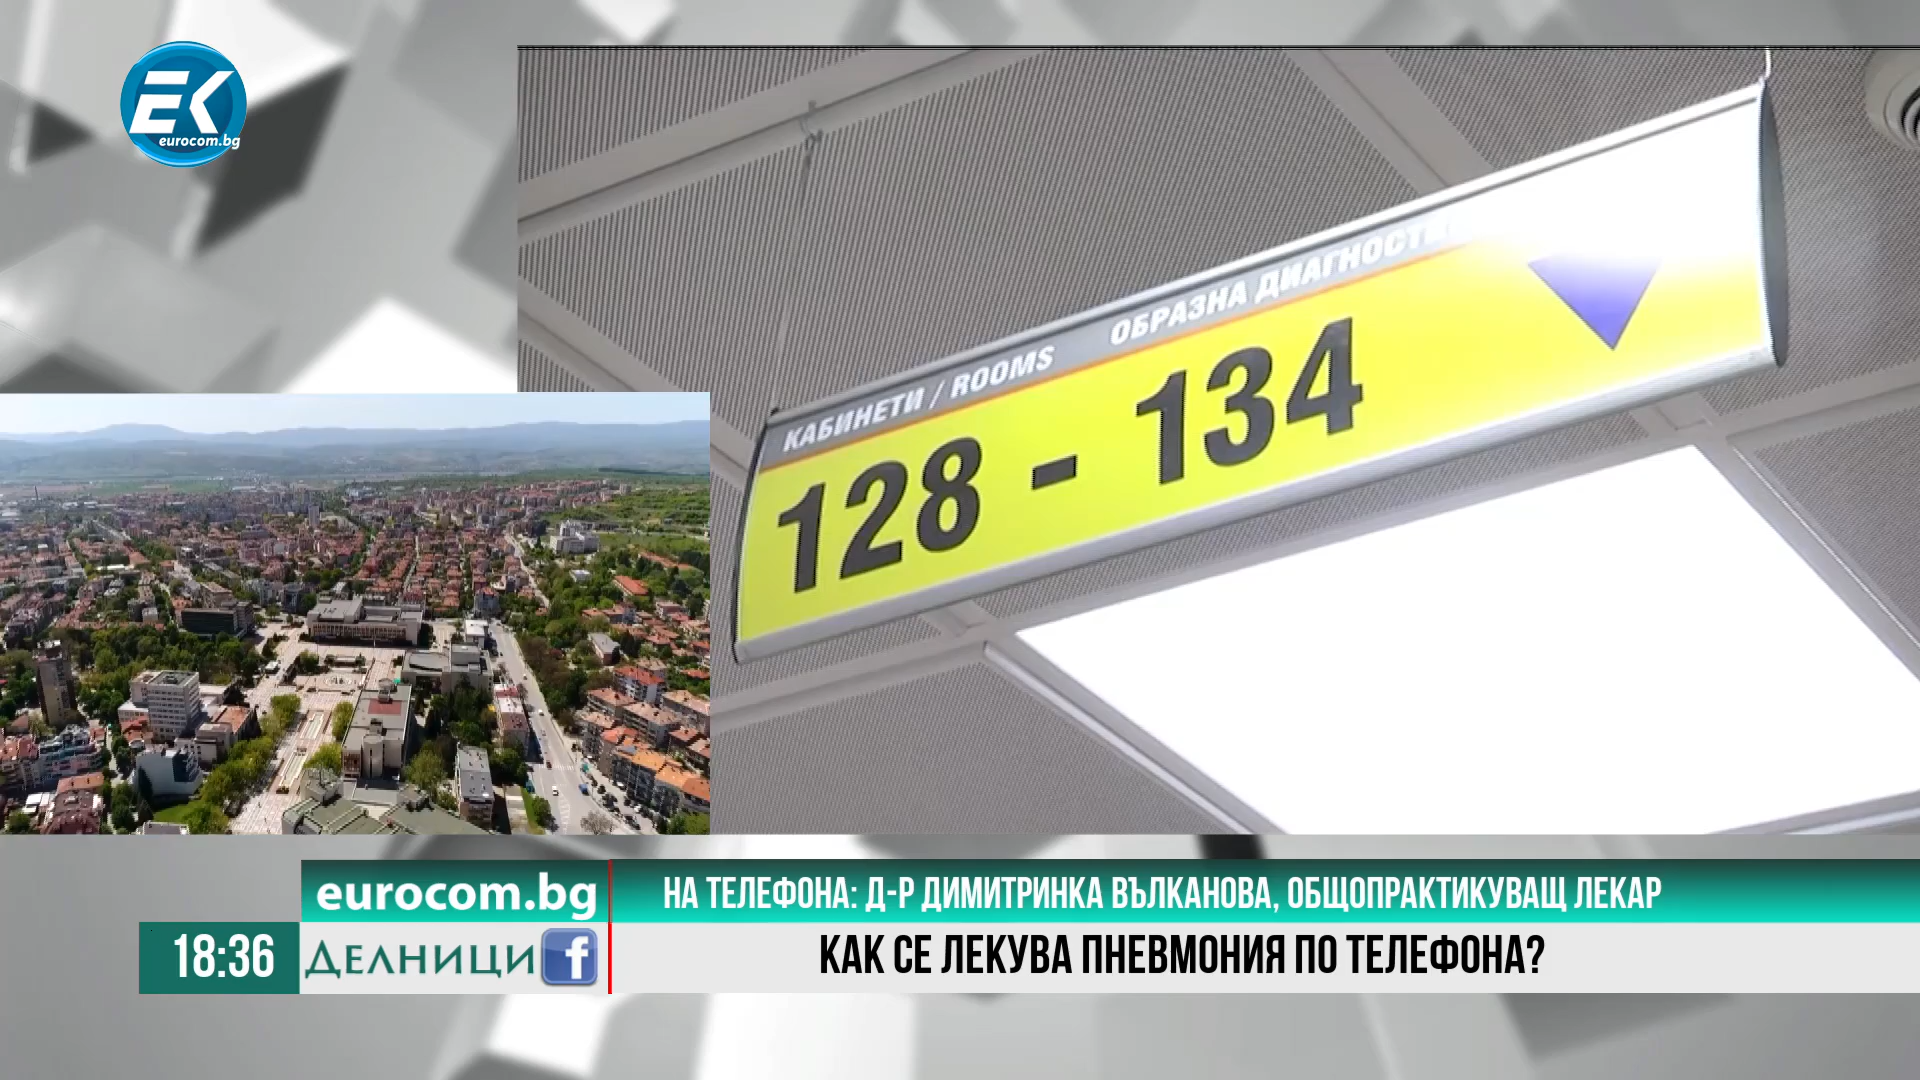 EK
eurocom.bg
КАБИНЕТИ / ROOMS
ОБРАЗНА
128 - 134
eurocom.bg
НА ТЕЛЕФОНА: Д-Р ДИМИТРИНКА ВЪЛКАНОВА, ОБЩОПРАКТИКУВАЩ ЛЕКАР
18:36
ДЕЛНИЦИ f
КАК СЕ ЛЕКУВА ПНЕВМОНИЯ ПО ТЕЛЕФОНА?